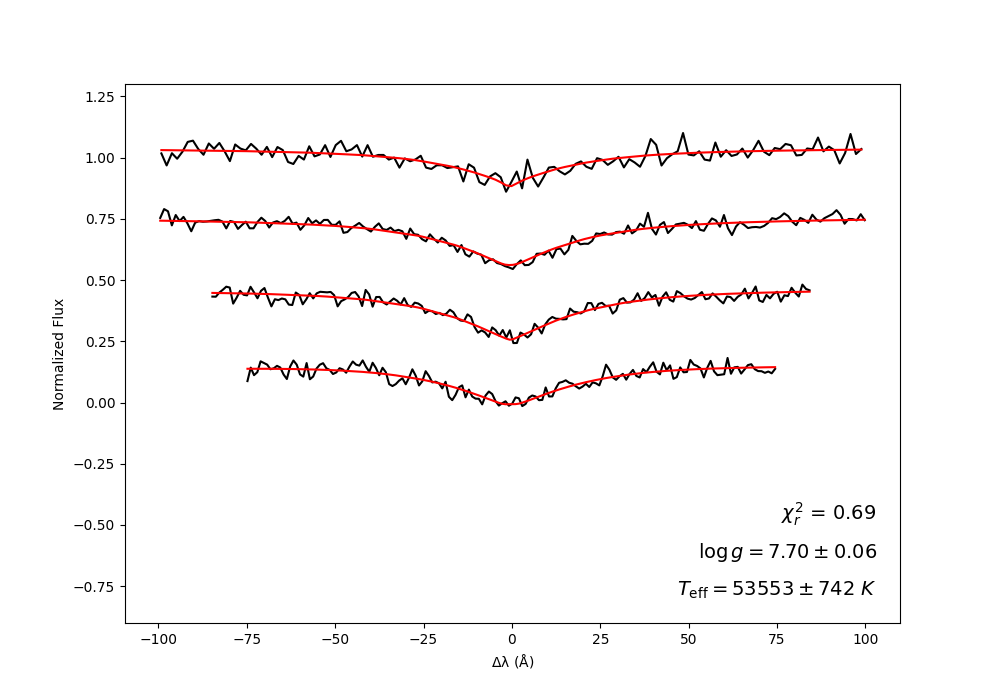 1.25
1.00
0.75
0.50
0.25
0.00
−0.25
−0.50
−0.75
Normalized Flux
χ²ᵣ = 0.69
log g = 7.70 ± 0.06
T_eff = 53553 ± 742 K
−100 −75 −50 −25 0 25 50 75 100
Δλ (Å)